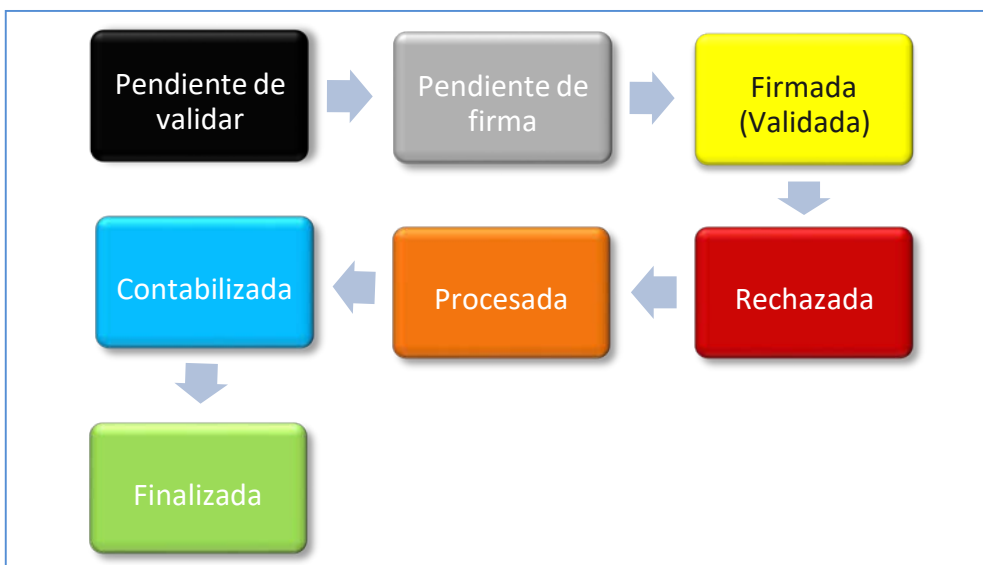 Pendiente de
validar
Pendiente de
firma
Firmada
(Validada)
Rechazada
Procesada
Contabilizada
Finalizada